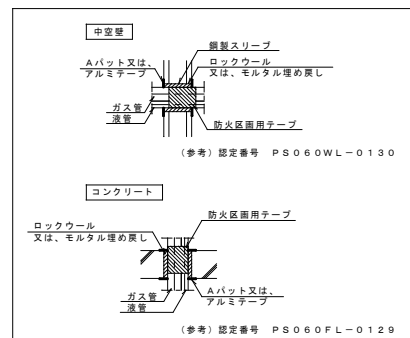 中空壁
鋼製スリーブ
Aパット又は、
アルミテープ
ロックウール
又は、モルタル埋め戻し
ガス管
液管
防火区画用テープ
(参考)認定番号 PS060WL-0130
コンクリート
防火区画用テープ
ロックウール
又は、モルタル埋め戻し
ガス管
液管
Aパット又は、
アルミテープ
(参考)認定番号 PS060FL-0129